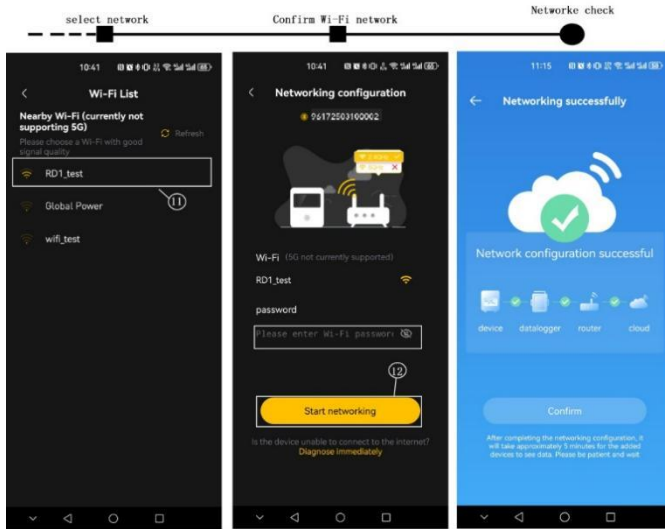 select network
Confirm Wi-Fi network
Networke check
10:41
Wi-Fi List
Nearby Wi-Fi (currently not
supporting 5G)
Please choose a Wi-Fi with good
signal quality
Refresh
RD1_test
11
Global Power
wifi_test
10:41
Networking configuration
96172503100002
Wi-Fi (5G not currently supported)
RD1_test
password
Please enter Wi-Fi passwor
12
Start networking
Is the device unable to connect to the internet?
Diagnose immediately
11:15
Networking successfully
Network configuration successful
device datalogger router cloud
Confirm
After completing the networking configuration, it
will take approximately 5 minutes for the added
devices to see data. Please be patient and wait